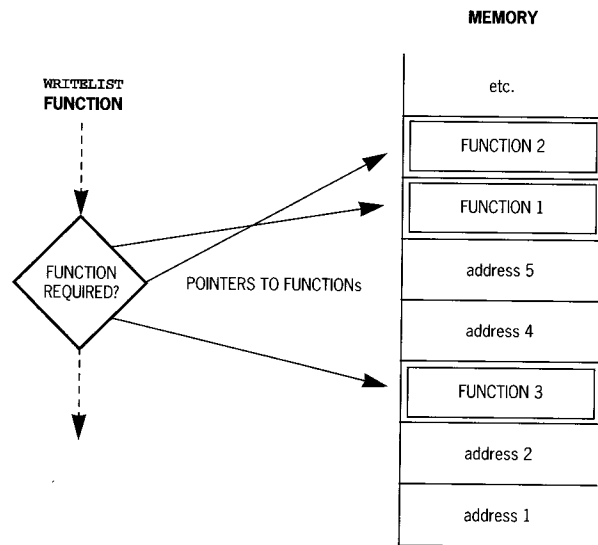 MEMORY
WRITELIST
FUNCTION
etc.
FUNCTION 2
FUNCTION 1
FUNCTION
REQUIRED?
POINTERS TO FUNCTIONs
address 5
address 4
FUNCTION 3
address 2
address 1